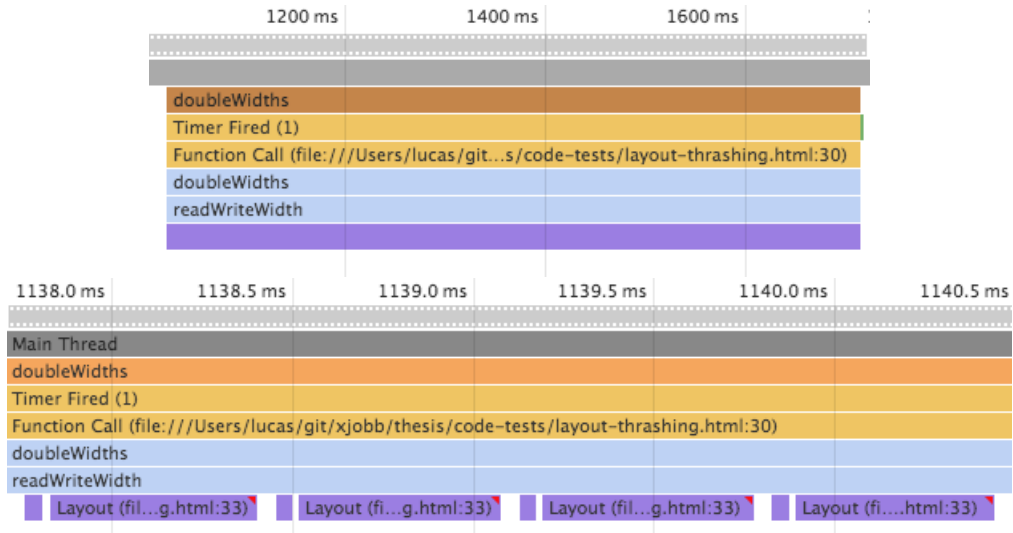 1200 ms 1400 ms 1600 ms
doubleWidths
Timer Fired (1)
Function Call (file:///Users/lucas/git...s/code-tests/layout-thrashing.html:30)
doubleWidths
readWriteWidth
1138.0 ms 1138.5 ms 1139.0 ms 1139.5 ms 1140.0 ms 1140.5 ms
Main Thread
doubleWidths
Timer Fired (1)
Function Call (file:///Users/lucas/git/xjobb/thesis/code-tests/layout-thrashing.html:30)
doubleWidths
readWriteWidth
Layout (fil...g.html:33) Layout (fi...g.html:33) Layout (fil...g.html:33) Layout (fi....html:33)